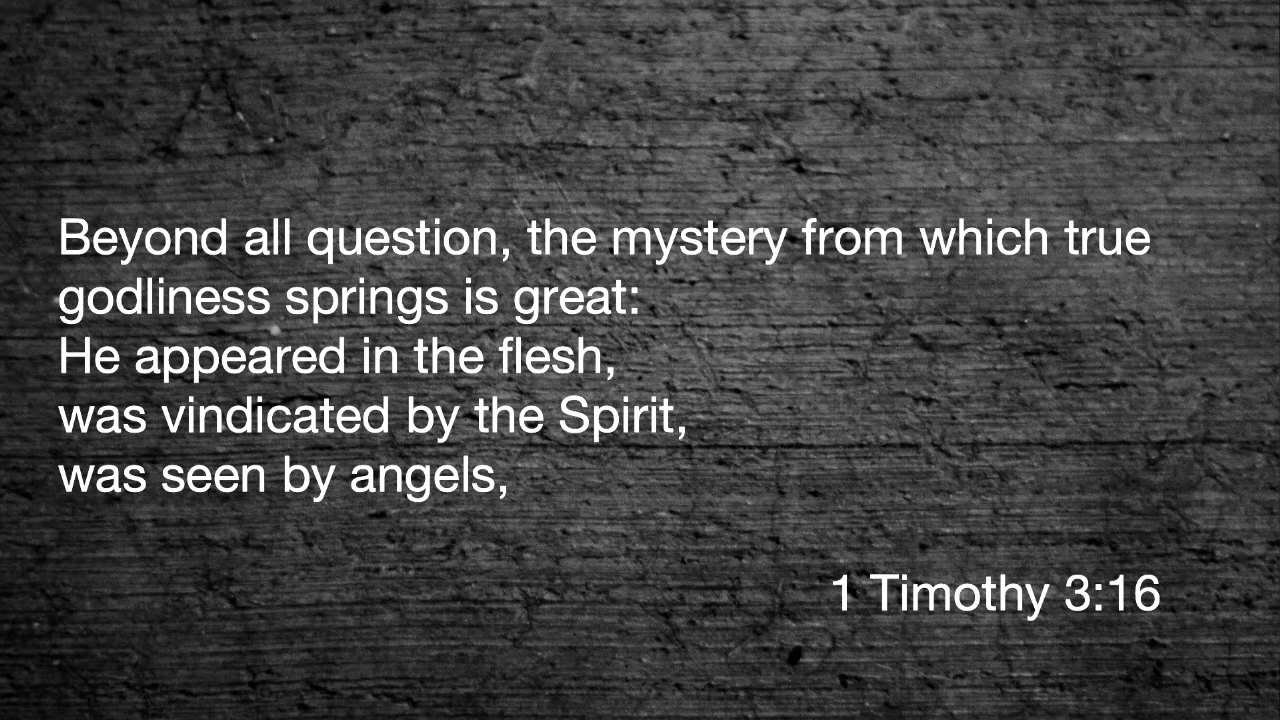 Beyond all question, the mystery from which true
godliness springs is great:
He appeared in the flesh,
was vindicated by the Spirit,
was seen by angels,
1 Timothy 3:16